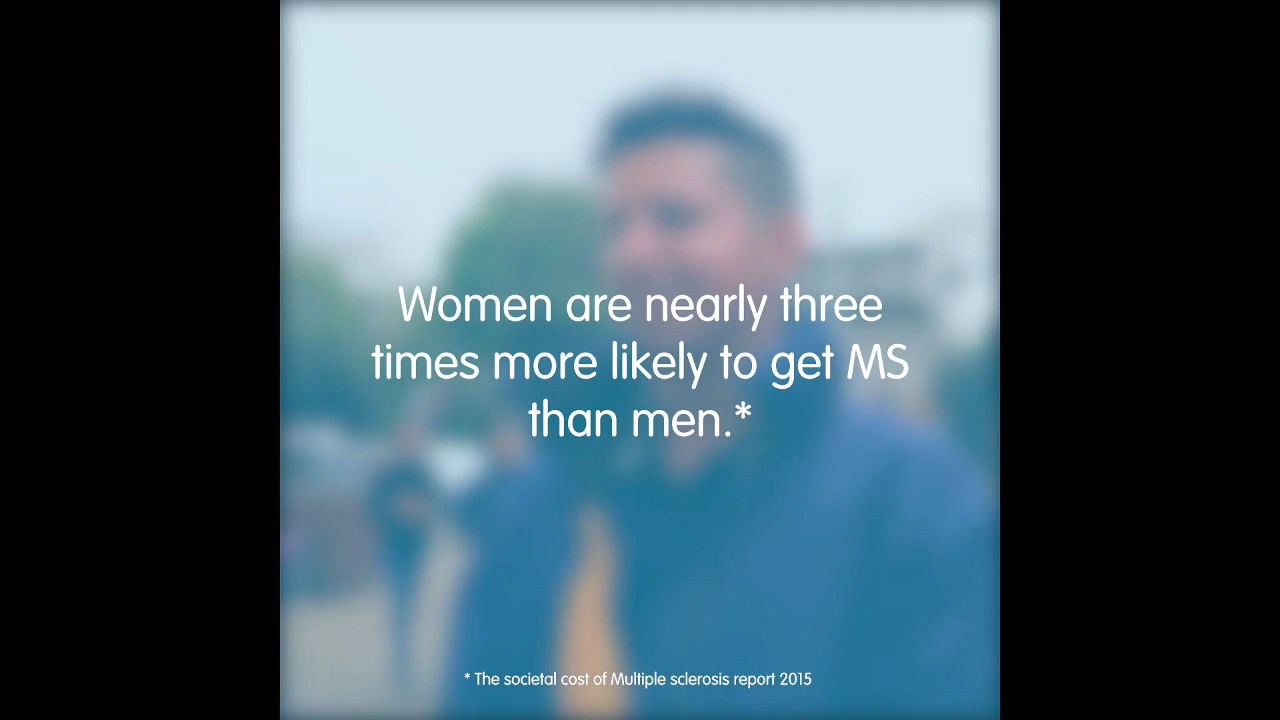 Women are nearly three
times more likely to get MS
than men.*
* The societal cost of Multiple sclerosis report 2015